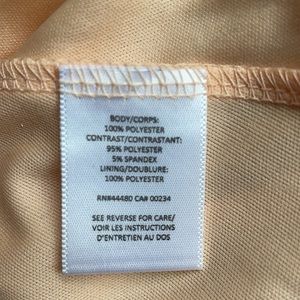 BODY/CORPS:
100% POLYESTER
CONTRAST/CONTRASTANT:
95% POLYESTER
5% SPANDEX
LINING/DOUBLURE:
100% POLYESTER
RN#44480 CA# 00234
SEE REVERSE FOR CARE/
VOIR LES INSTRUCTIONS
D'ENTRETIEN AU DOS